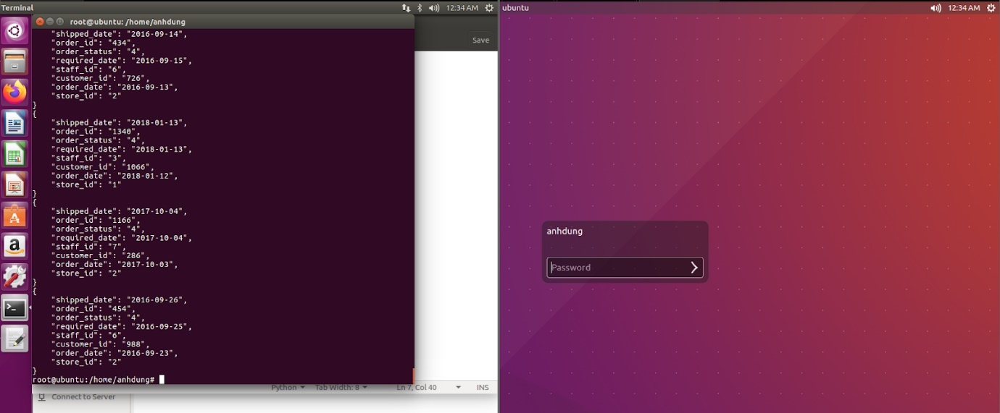 Terminal
12:34 AM
root@ubuntu: /home/anhdung
Save
"shipped_date": "2016-09-14",
"order_id": "434",
"order_status": "4",
"required_date": "2016-09-15",
"staff_id": "6",
"customer_id": "726",
"order_date": "2016-09-13",
"store_id": "2"
}
{
"shipped_date": "2018-01-13",
"order_id": "1340",
"order_status": "4",
"required_date": "2018-01-13",
"staff_id": "3",
"customer_id": "1066",
"order_date": "2018-01-12",
"store_id": "1"
}
{
"shipped_date": "2017-10-04",
"order_id": "1166",
"order_status": "4",
"required_date": "2017-10-04",
"staff_id": "7",
"customer_id": "286",
"order_date": "2017-10-03",
"store_id": "2"
}
{
"shipped_date": "2016-09-26",
"order_id": "454",
"order_status": "4",
"required_date": "2016-09-25",
"staff_id": "6",
"customer_id": "988",
"order_date": "2016-09-23",
"store_id": "2"
}
root@ubuntu:/home/anhdung#
Python Tab Width: 8 Ln 7, Col 40 INS
Connect to Server
ubuntu
12:34 AM
anhdung
Password